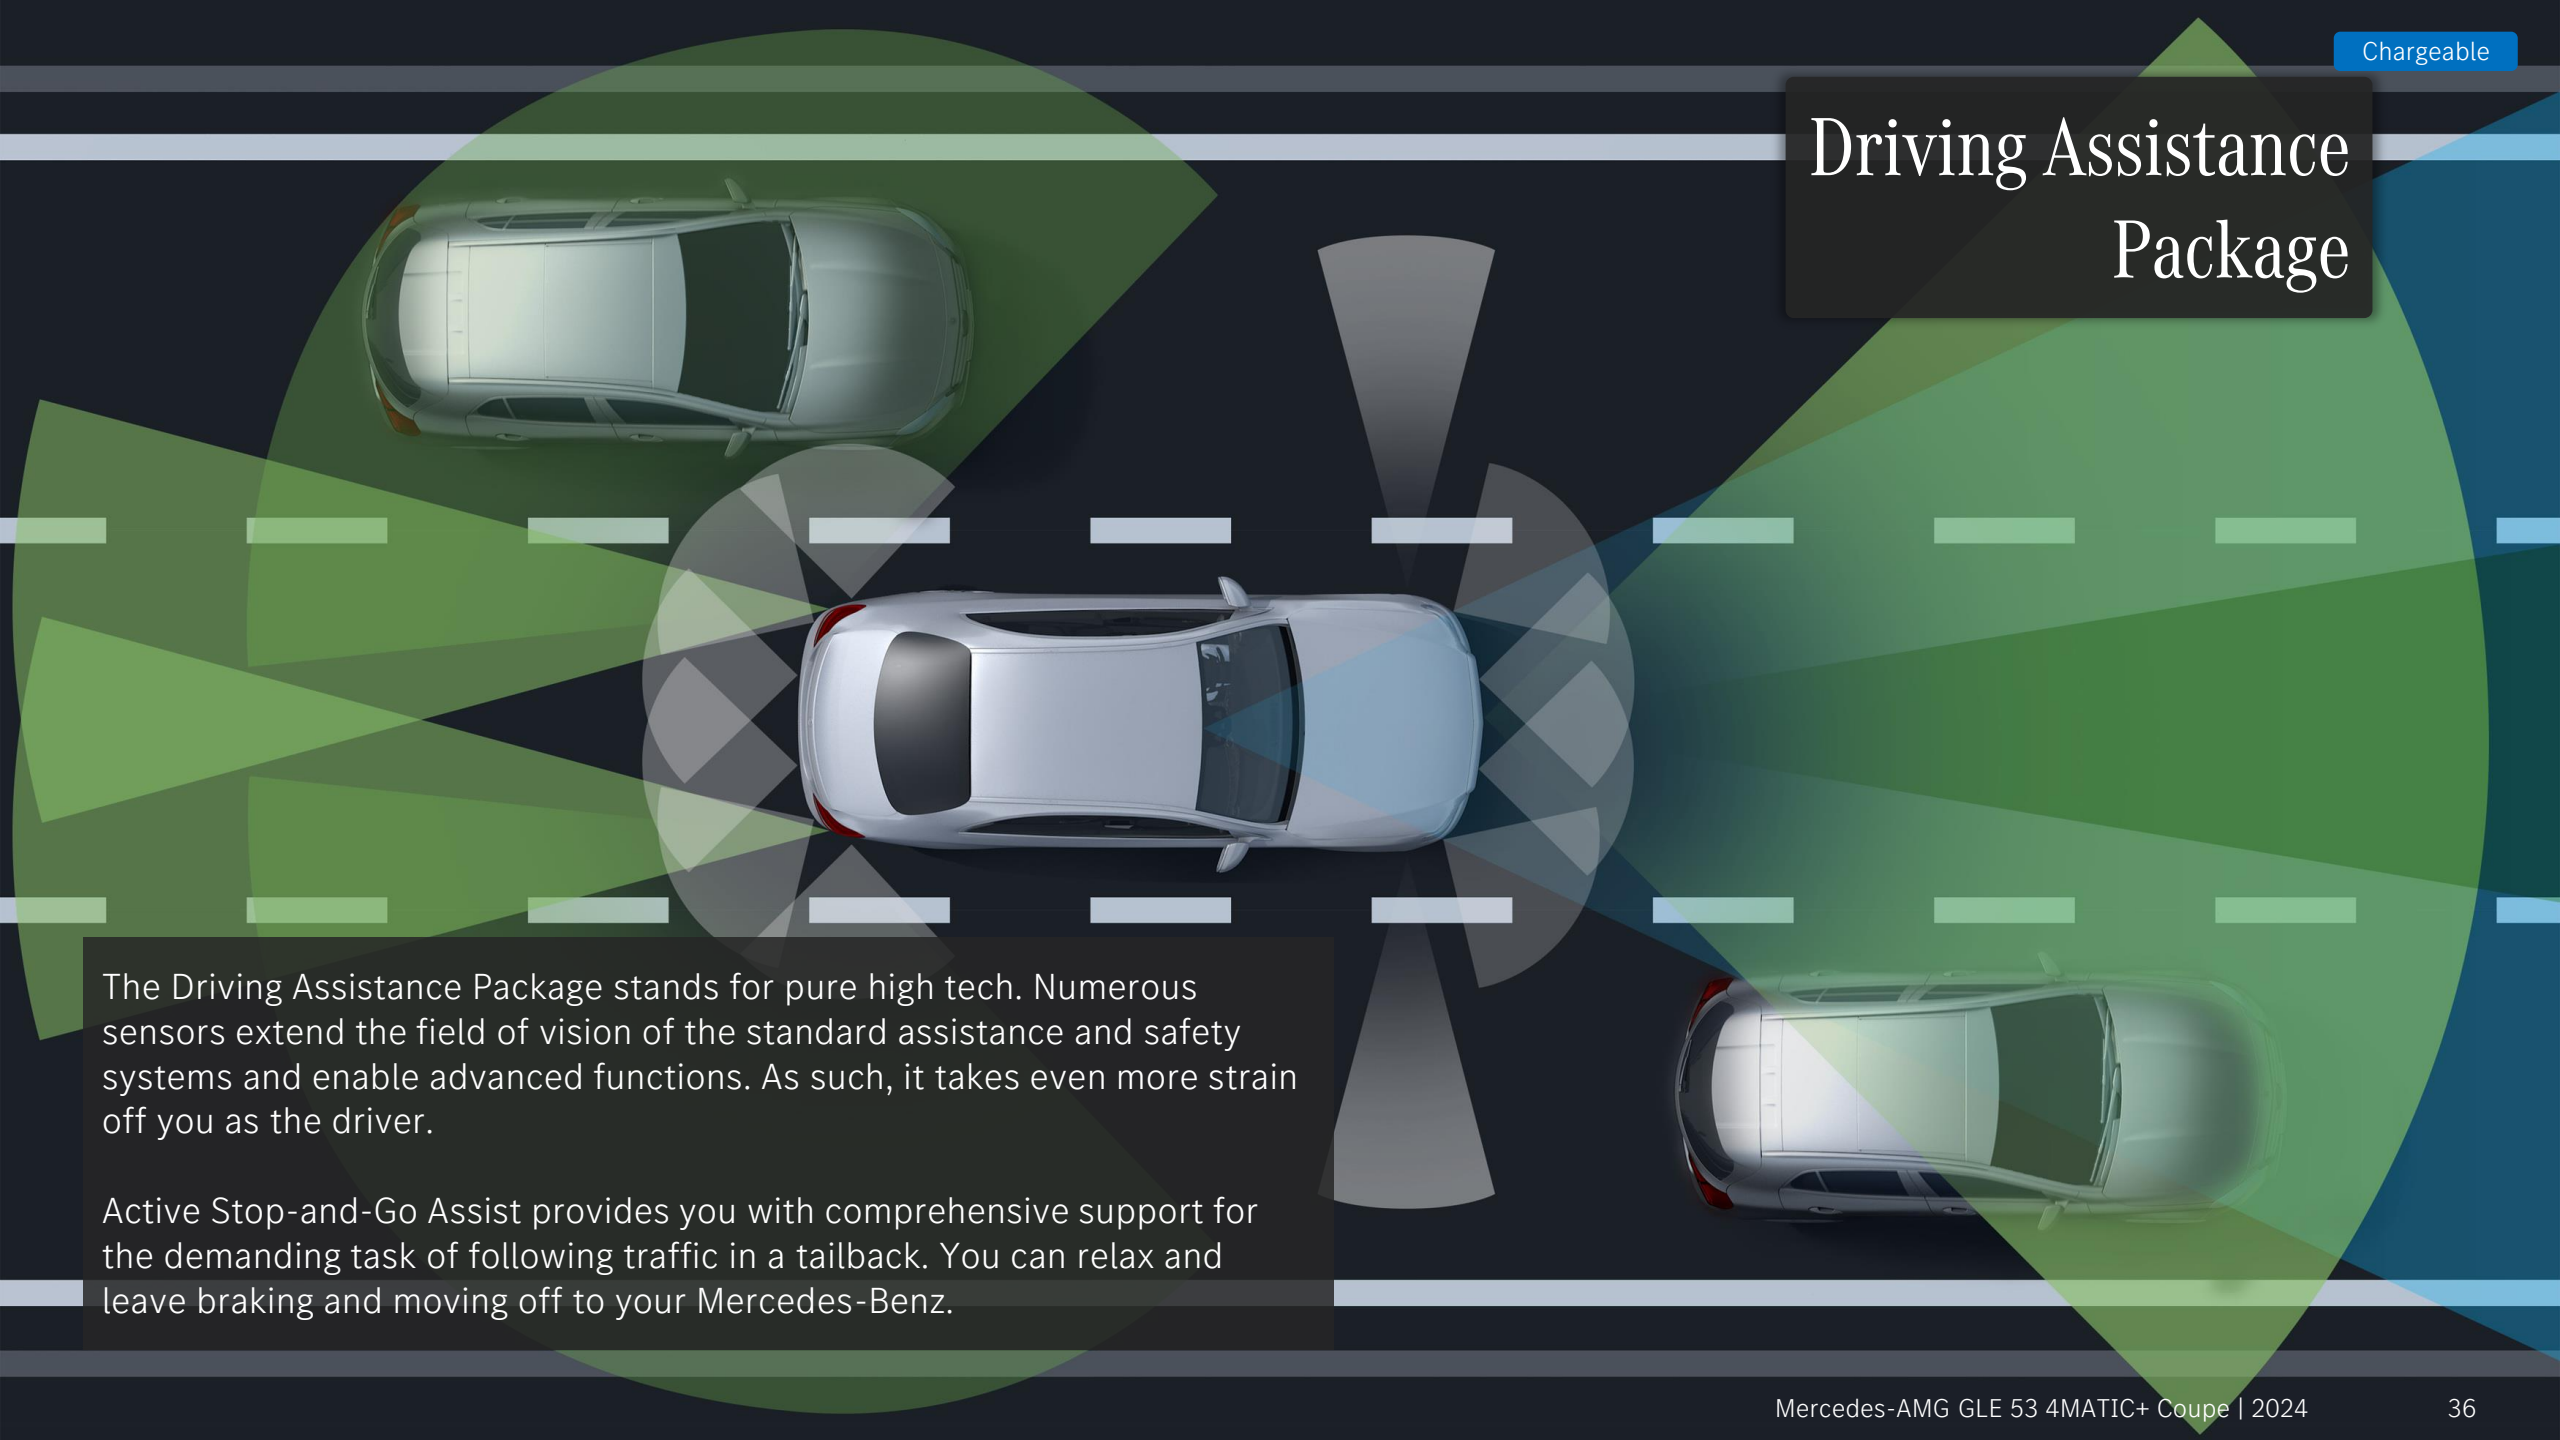 Chargeable
Driving Assistance
Package
The Driving Assistance Package stands for pure high tech. Numerous
sensors extend the field of vision of the standard assistance and safety
systems and enable advanced functions. As such, it takes even more strain
off you as the driver.
Active Stop-and-Go Assist provides you with comprehensive support for
the demanding task of following traffic in a tailback. You can relax and
leave braking and moving off to your Mercedes-Benz.
Mercedes-AMG GLE 53 4MATIC+ Coupe | 2024 36